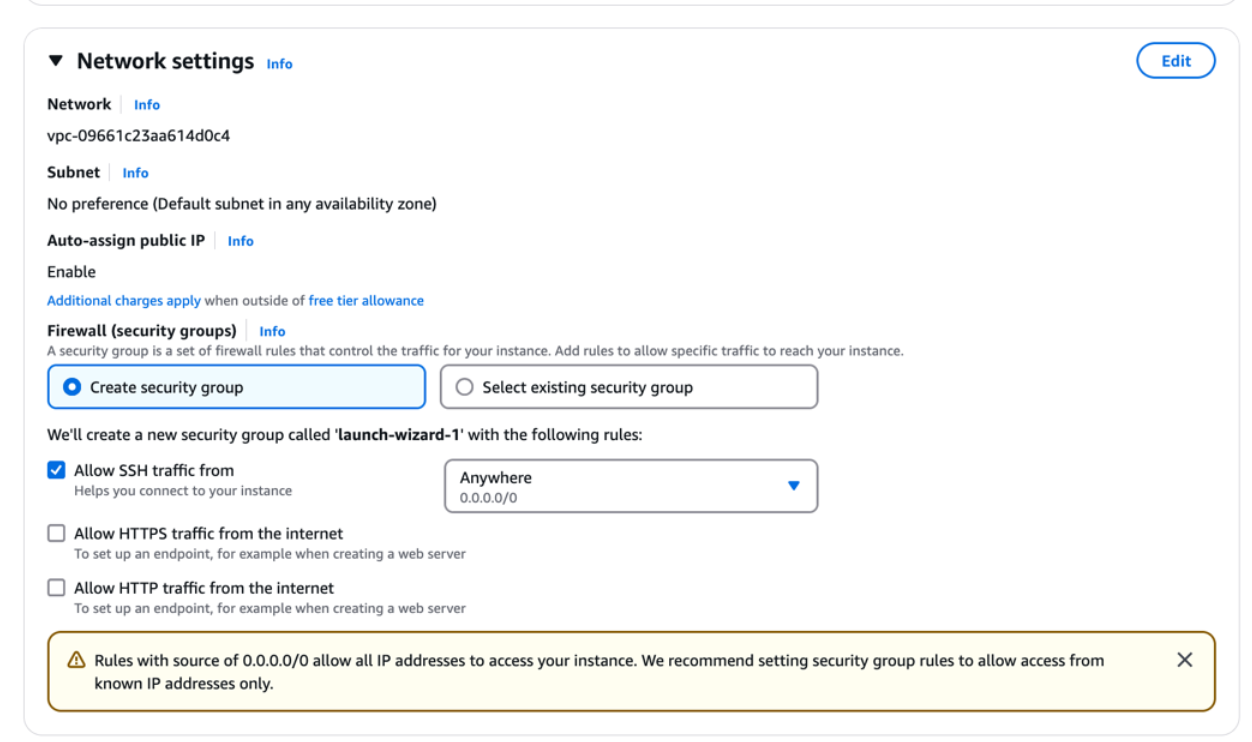 Network settings Info
Edit
Network Info
vpc-09661c23aa614d0c4
Subnet Info
No preference (Default subnet in any availability zone)
Auto-assign public IP Info
Enable
Additional charges apply when outside of free tier allowance
Firewall (security groups) Info
A security group is a set of firewall rules that control the traffic for your instance. Add rules to allow specific traffic to reach your instance.
Create security group
Select existing security group
We'll create a new security group called 'launch-wizard-1' with the following rules:
Allow SSH traffic from
Helps you connect to your instance
Anywhere
0.0.0.0/0
Allow HTTPS traffic from the internet
To set up an endpoint, for example when creating a web server
Allow HTTP traffic from the internet
To set up an endpoint, for example when creating a web server
Rules with source of 0.0.0.0/0 allow all IP addresses to access your instance. We recommend setting security group rules to allow access from
known IP addresses only.